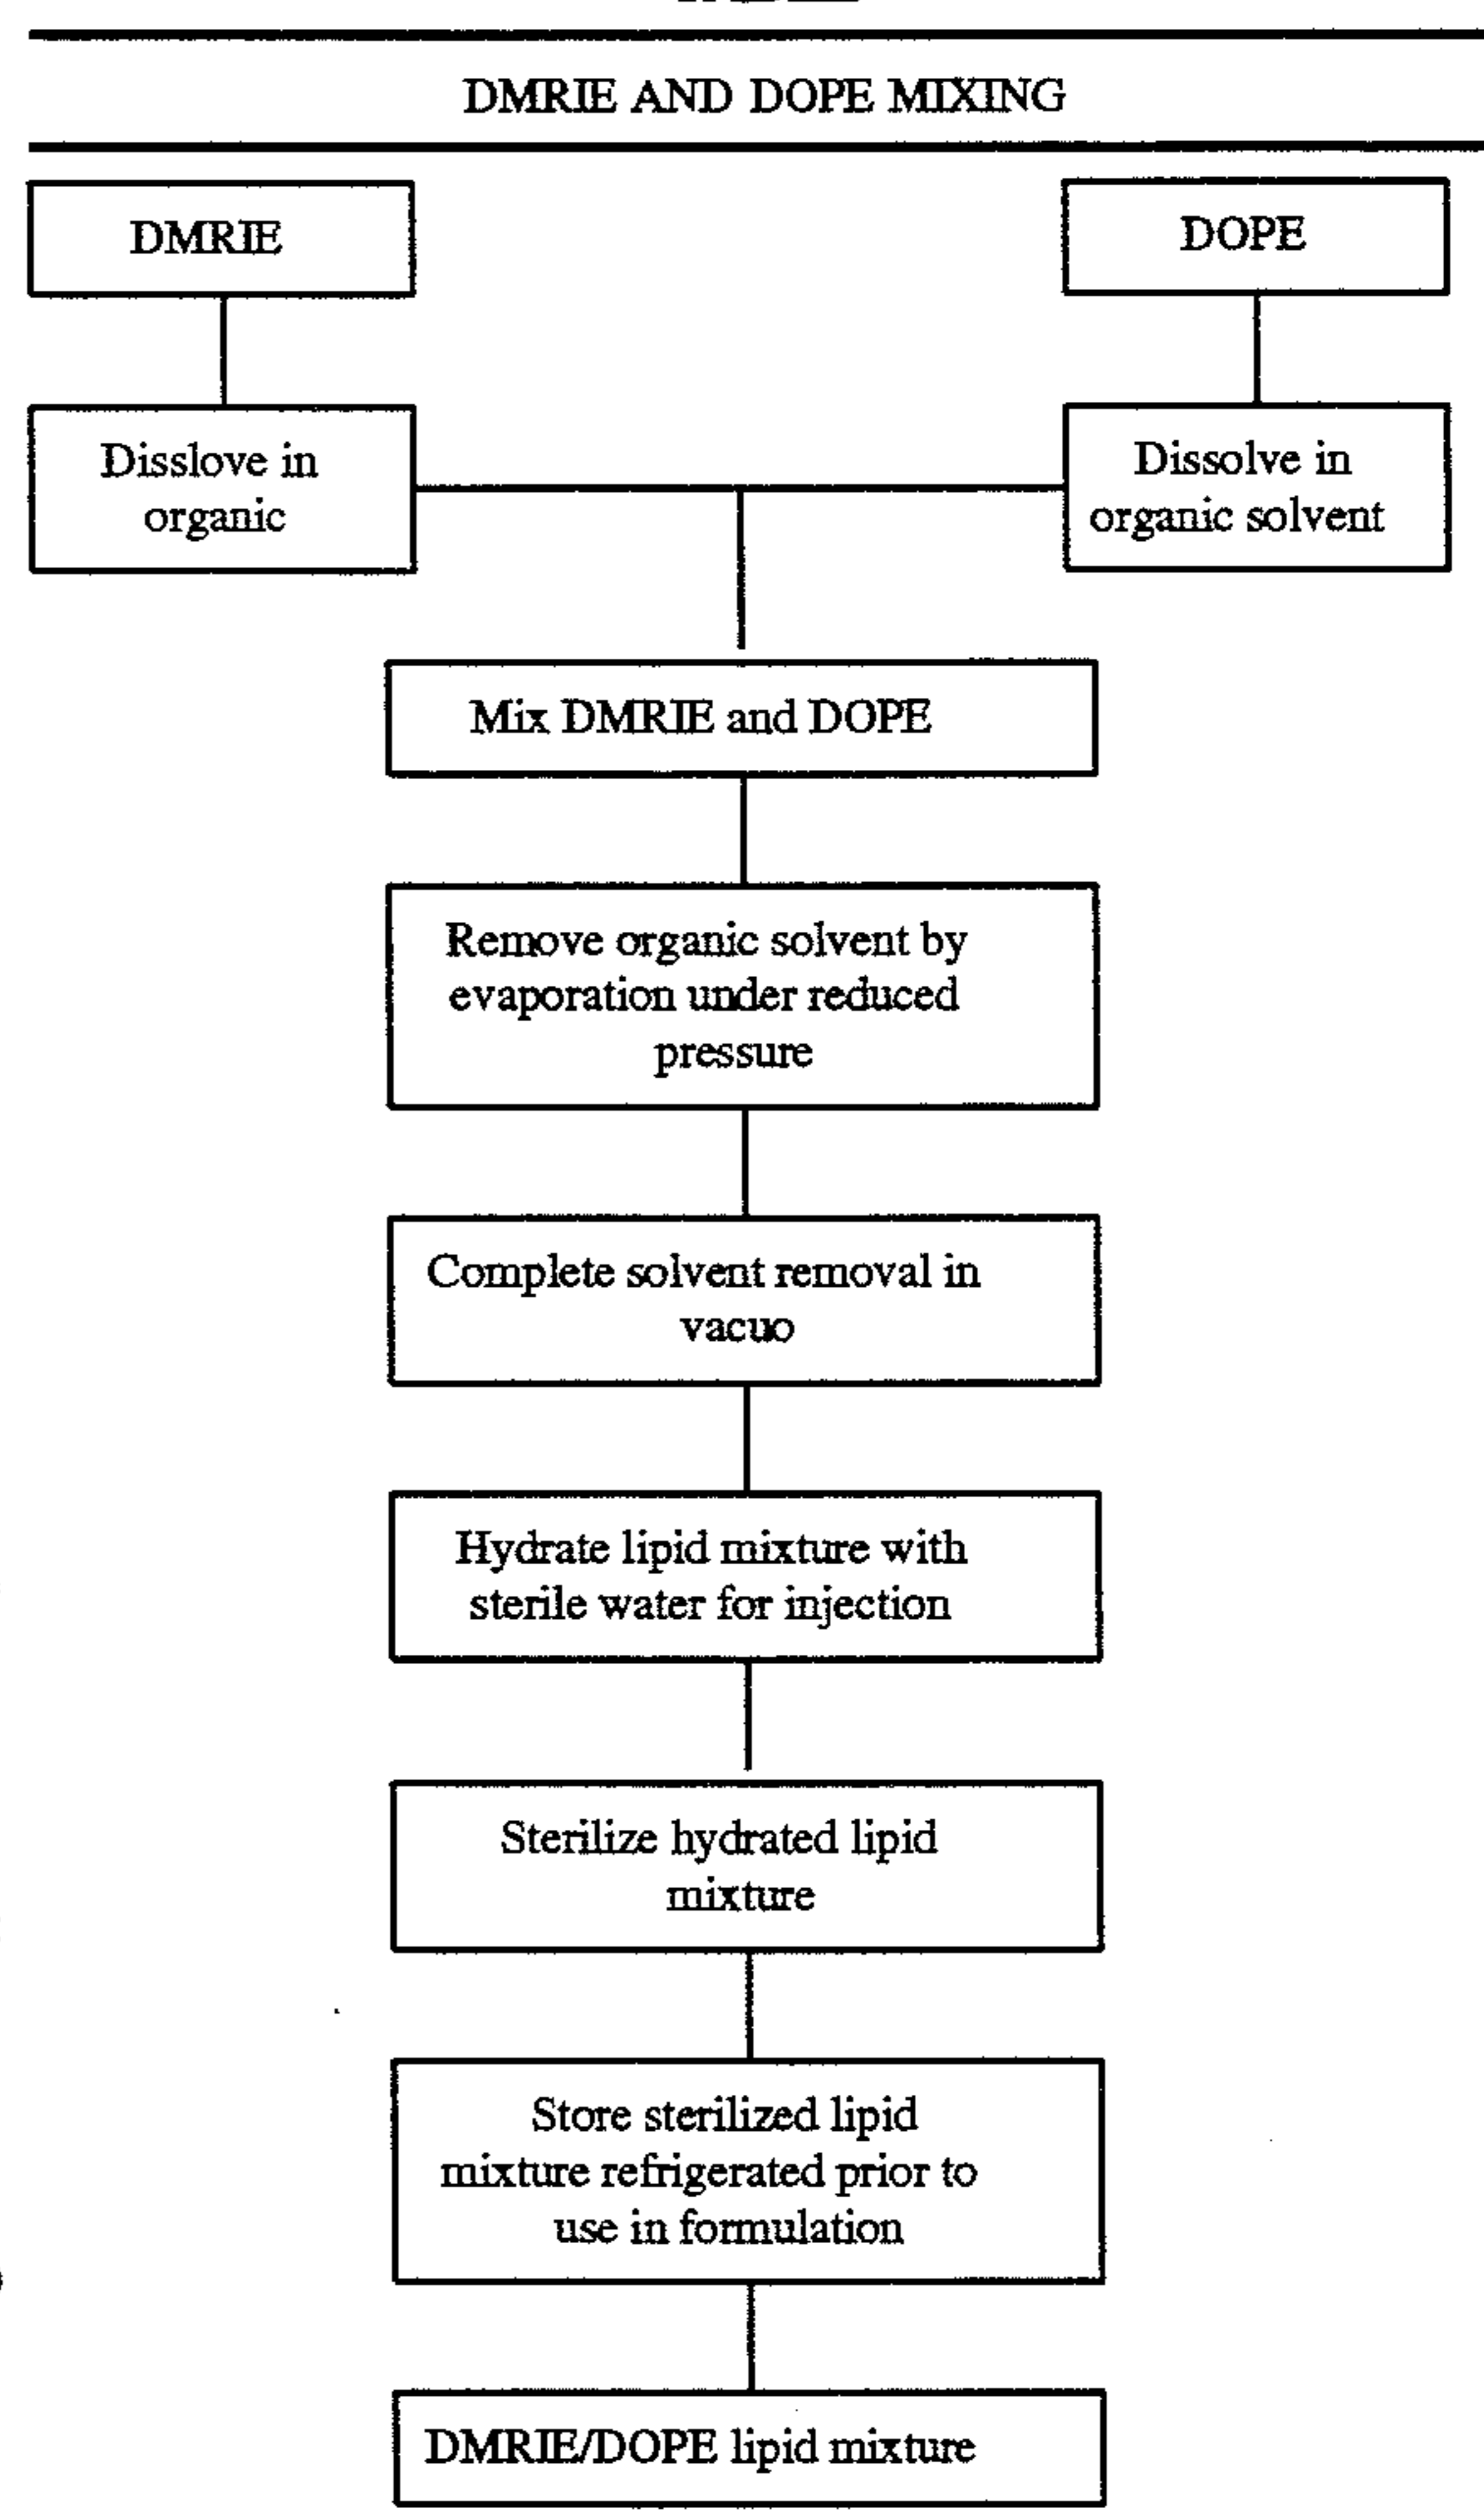 DMRIE AND DOPE MIXING
DMRIE
DOPE
Disslove in
organic
Dissolve in
organic solvent
Mix DMRIE and DOPE
Remove organic solvent by
evaporation under reduced
pressure
Complete solvent removal in
vacuo
Hydrate lipid mixture with
sterile water for injection
Sterilize hydrated lipid
mixture
Store sterilized lipid
mixture refrigerated prior to
use in formulation
DMRIE/DOPE lipid mixture